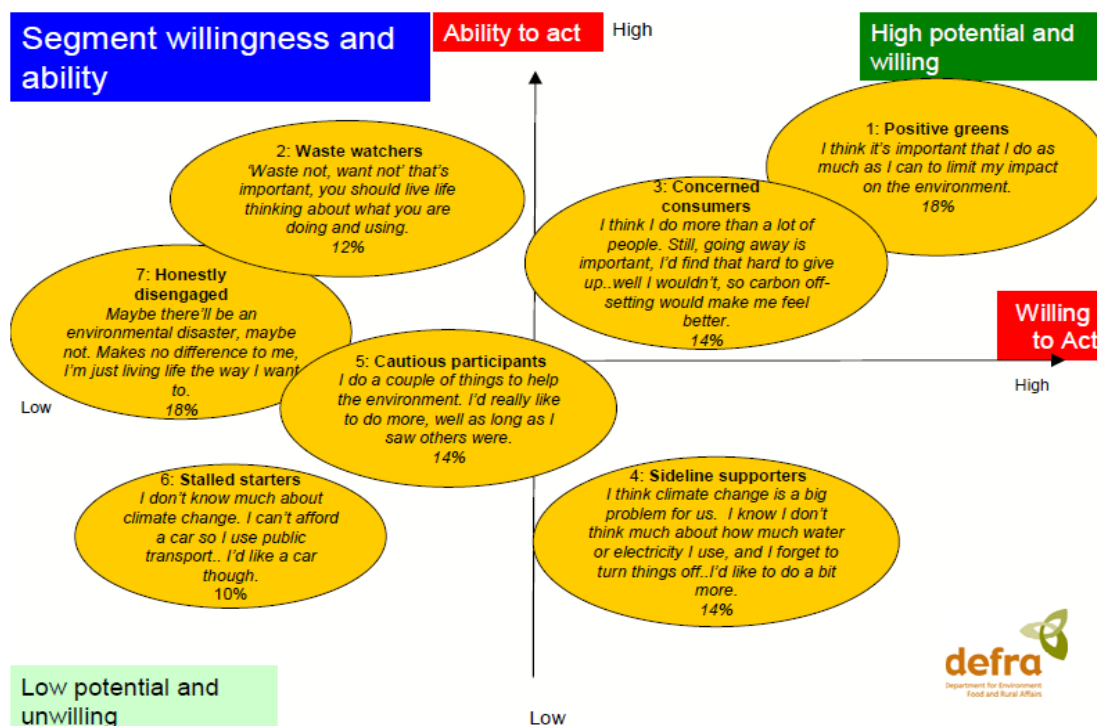 Segment willingness and
ability
Ability to act
High
High potential and
willing
1: Positive greens
I think it's important that I do as
much as I can to limit my impact
on the environment.
18%
2: Waste watchers
'Waste not, want not' that's
important, you should live life
thinking about what you are
doing and using.
12%
3: Concerned
consumers
I think I do more than a lot of
people. Still, going away is
important, I'd find that hard to give
up..well I wouldn't, so carbon off-
setting would make me feel
better.
14%
7: Honestly
disengaged
Maybe there'll be an
environmental disaster, maybe
not. Makes no difference to me,
I'm just living life the way I want
to.
18%
Willing
to Act
Low
High
5: Cautious participants
I do a couple of things to help
the environment. I'd really like
to do more, well as long as I
saw others were.
14%
6: Stalled starters
I don't know much about
climate change. I can't afford
a car so I use public
transport.. I'd like a car
though.
10%
4: Sideline supporters
I think climate change is a big
problem for us. I know I don't
think much about how much water
or electricity I use, and I forget to
turn things off..I'd like to do a bit
more.
14%
defra
Department for Environment
Food and Rural Affairs
Low potential and
unwilling
Low